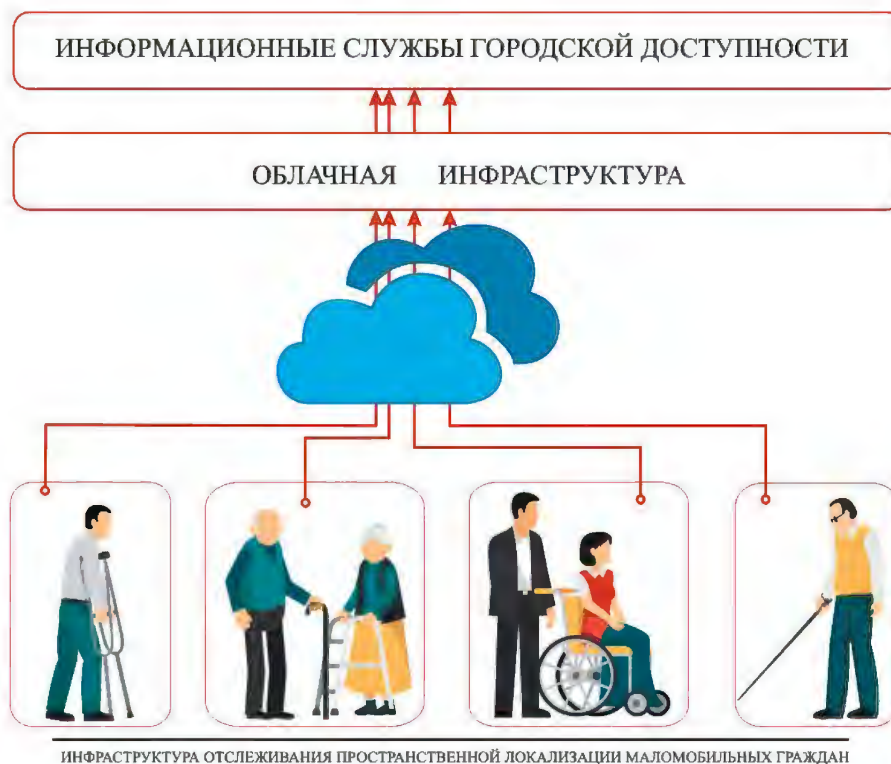 ИНФОРМАЦИОННЫЕ СЛУЖБЫ ГОРОДСКОЙ ДОСТУПНОСТИ
ОБЛАЧНАЯ ИНФРАСТРУКТУРА
ИНФРАСТРУКТУРА ОТСЛЕЖИВАНИЯ ПРОСТРАНСТВЕННОЙ ЛОКАЛИЗАЦИИ МАЛОМОБИЛЬНЫХ ГРАЖДАН